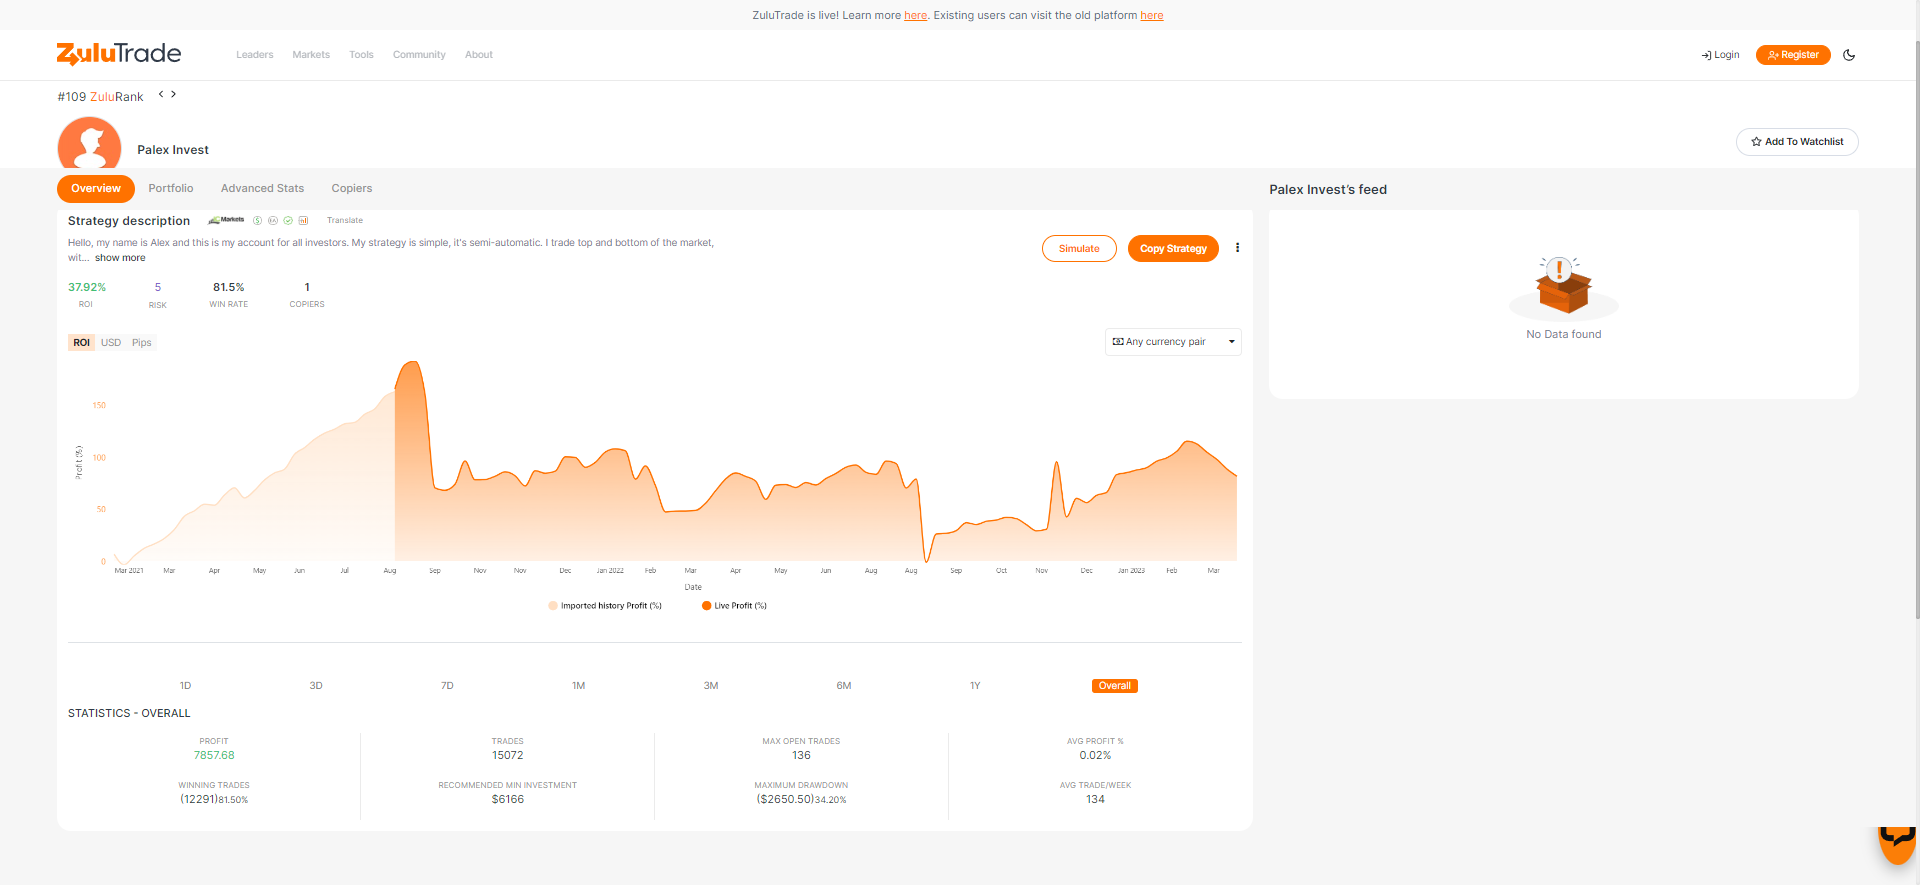 ZuluTrade is live! Learn more here. Existing users can visit the old platform here
ZuluTrade
Leaders
Markets
Tools
Community
About
Login
Register
#109 ZuluRank
Palex Invest
Add To Watchlist
Overview
Portfolio
Advanced Stats
Copiers
Palex Invest's feed
Strategy description
Markets
Translate
Hello, my name is Alex and this is my account for all investors. My strategy is simple, it's semi-automatic. I trade top and bottom of the market,
wit... show more
Simulate
Copy Strategy
37.92%
5
81.5%
1
ROI
RISK
WIN RATE
COPIERS
No Data found
ROI
USD
Pips
Any currency pair
Profit (%)
150
100
50
0
Mar 2021 Mar Apr May Jun Jul Aug Sep Nov Nov Dec Jan 2022 Feb Mar Apr May Jun Aug Aug Sep Oct Nov Dec Jan 2023 Feb Mar
Date
Imported history Profit (%)
Live Profit (%)
1D
3D
7D
1M
3M
6M
1Y
Overall
STATISTICS - OVERALL
PROFIT
7857.68
TRADES
15072
MAX OPEN TRADES
136
AVG PROFIT %
0.02%
WINNING TRADES
(12291)81.50%
RECOMMENDED MIN INVESTMENT
$6166
MAXIMUM DRAWDOWN
($2650.50)34.20%
AVG TRADE/WEEK
134